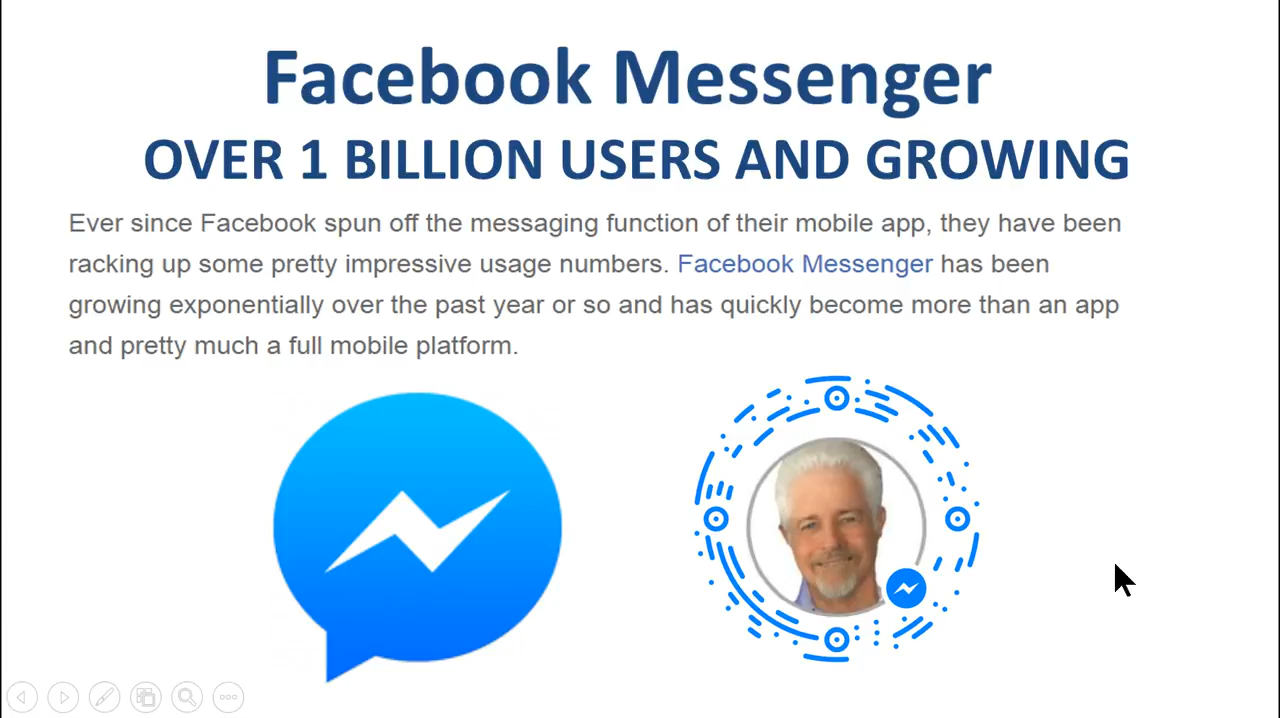 Facebook Messenger
OVER 1 BILLION USERS AND GROWING
Ever since Facebook spun off the messaging function of their mobile app, they have been
racking up some pretty impressive usage numbers. Facebook Messenger has been
growing exponentially over the past year or so and has quickly become more than an app
and pretty much a full mobile platform.